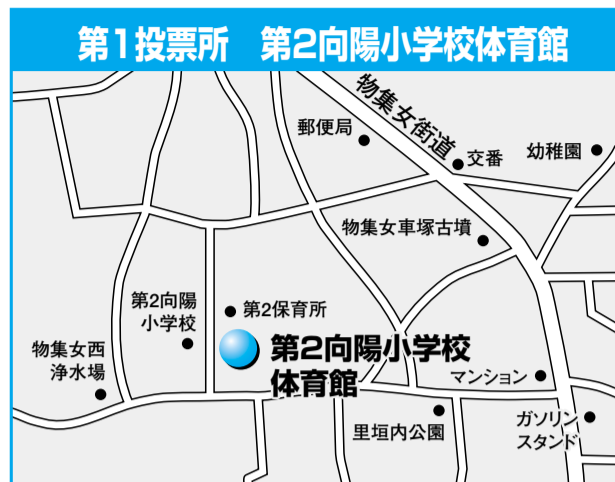 第1投票所　第2向陽小学校体育館
物集女街道
郵便局
交番
幼稚園
物集女車塚古墳
第2向陽
小学校
第2保育所
物集女西
浄水場
第2向陽小学校
体育館
マンション
里垣内公園
ガソリン
スタンド